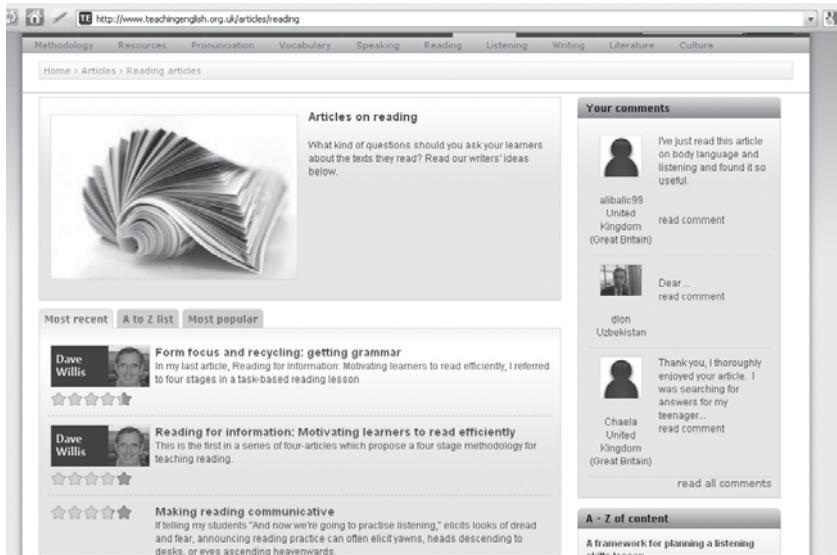 TE http://www.teachingenglish.org.uk/articles/reading
Methodology Resources Pronunciation Vocabulary Speaking Reading Listening Writing Literature Culture
Home › Articles › Reading articles
Articles on reading
What kind of questions should you ask your learners
about the texts they read? Read our writers' ideas
below.
Most recent A to Z list Most popular
Dave
Willis
Form focus and recycling: getting grammar
In my last article, Reading for Information: Motivating learners to read efficiently, I referred
to four stages in a task-based reading lesson
Dave
Willis
Reading for information: Motivating learners to read efficiently
This is the first in a series of four-articles which propose a four stage methodology for
teaching reading.
Making reading communicative
If telling my students "And now we're going to practise listening," elicits looks of dread
and fear, announcing reading practice can often elicit yawns, heads descending to
desks, or eyes ascending heavenwards.
Your comments
I've just read this article
on body language and
listening and found it so
useful.
alibalic99
United
Kingdom
(Great Britain)
read comment
Dear ...
read comment
dlon
Uzbekistan
Thank you, I thoroughly
enjoyed your article. I
was searching for
answers for my
teenager...
read comment
Chaela
United
Kingdom
(Great Britain)
read all comments
A - Z of content
A framework for planning a listening
skills lesson